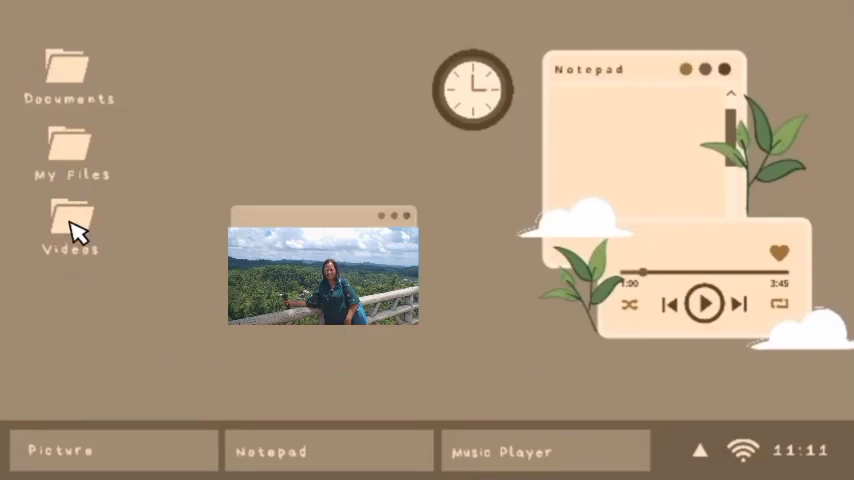 Documents
My Files
Videos
Notepad
1:00
3:45
Picture
Notepad
Music Player
11:11